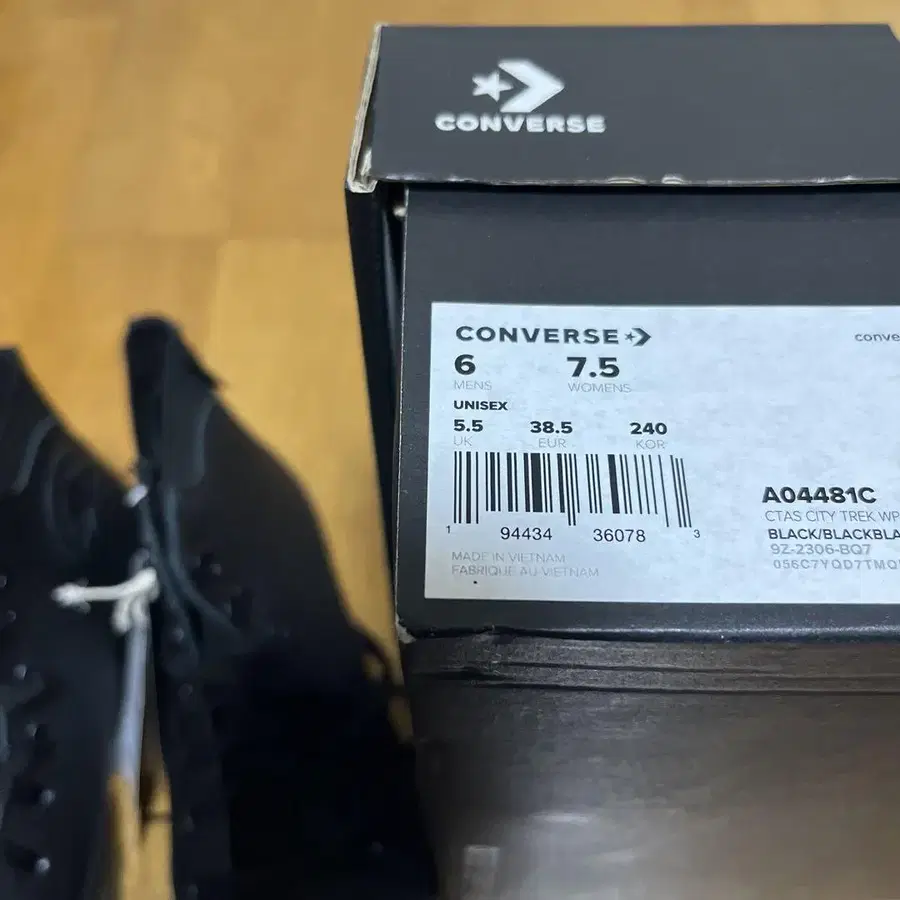 CONVERSE
CONVERSE
conve
6 7.5
MENS WOMENS
UNISEX
5.5 38.5 240
UK EUR KOR
1 94434 36078 3
A04481C
CTAS CITY TREK WP
BLACK/BLACKBLA
9Z-2306-BQ7
056C7YQD7TMQ
MADE IN VIETNAM
FABRIQUE AU VIETNAM